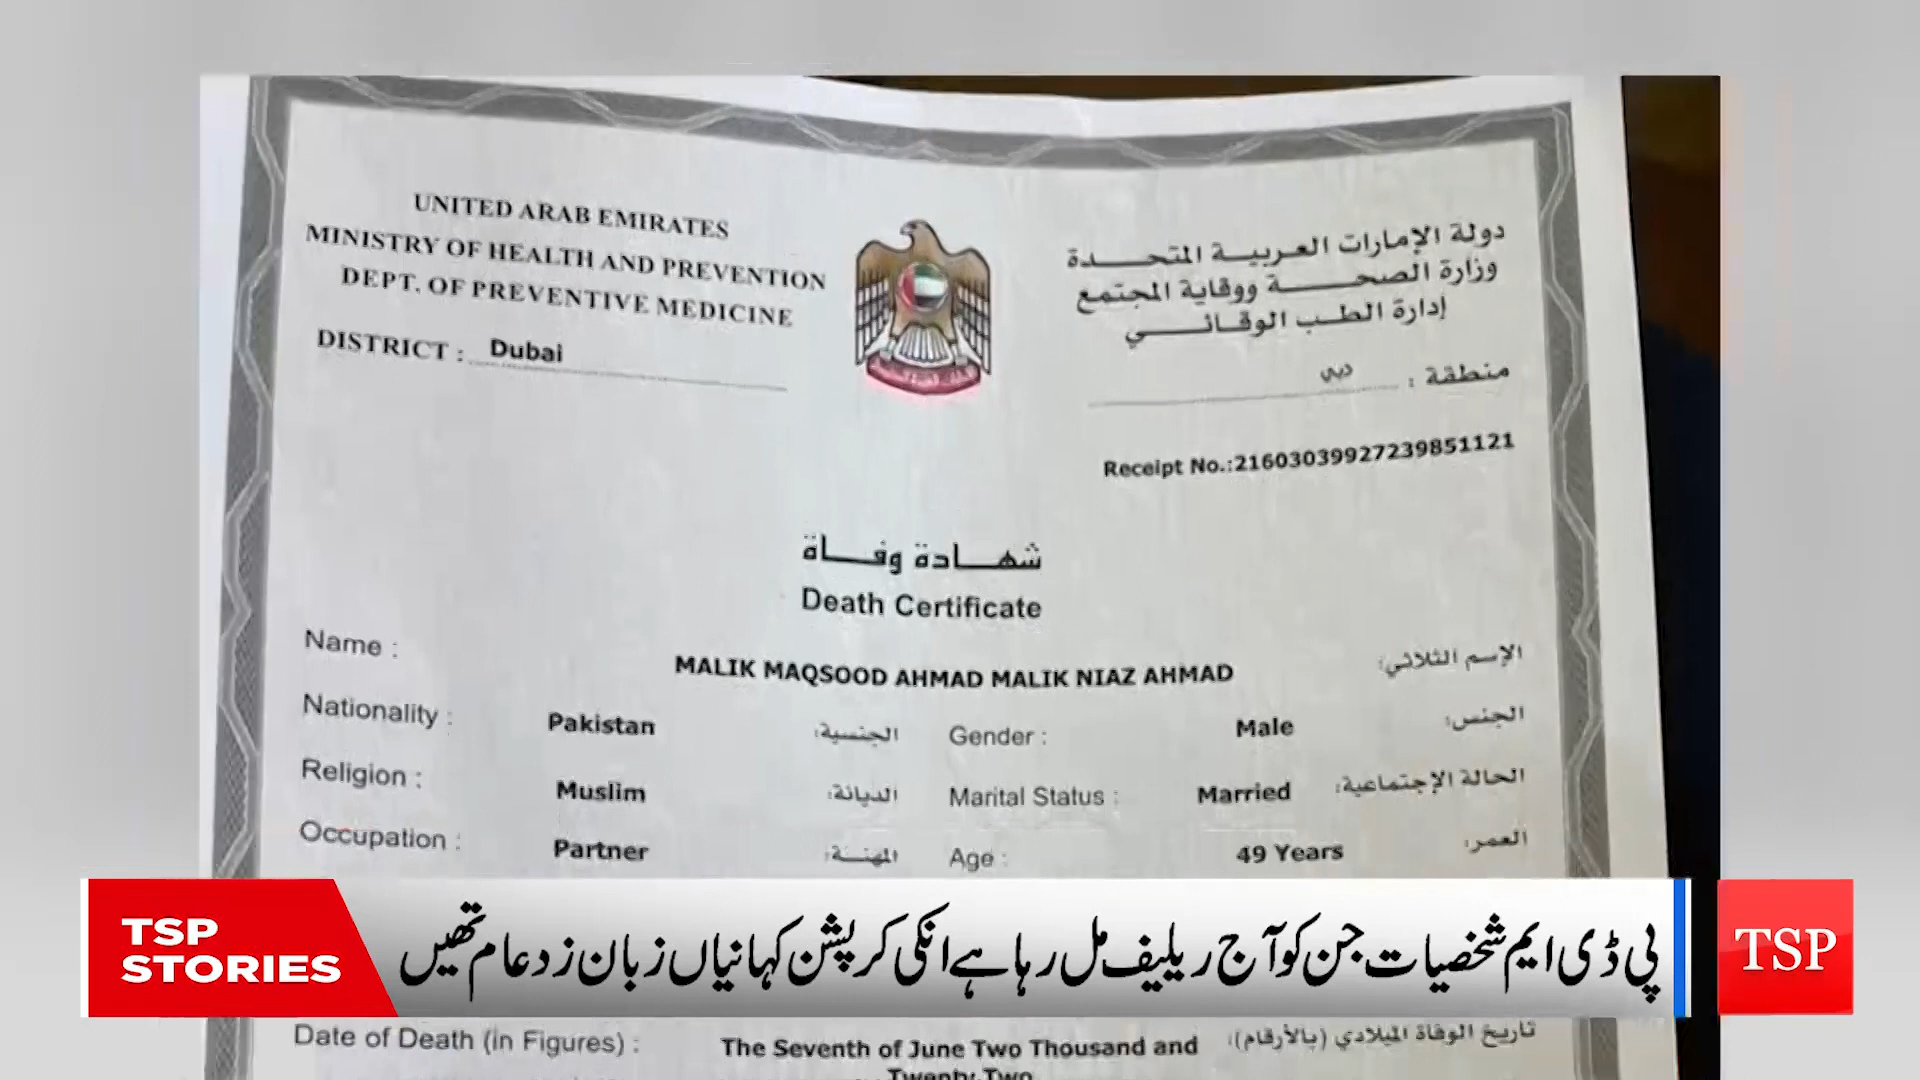 UNITED ARAB EMIRATES
MINISTRY OF HEALTH AND PREVENTION
DEPT. OF PREVENTIVE MEDICINE
DISTRICT : Dubai
دولة الإمارات العربية المتحدة
وزارة الصحة ووقاية المجتمع
إدارة الطب الوقائي
منطقة : دبي
Receipt No.:21603039927239851121
شهادة وفاة
Death Certificate
Name : MALIK MAQSOOD AHMAD MALIK NIAZ AHMAD الإسم الثلاثي:
Nationality : Pakistan الجنسية: Gender : Male الجنس:
Religion : Muslim الديانة: Marital Status : Married الحالة الإجتماعية:
Occupation : Partner المهنة: Age : 49 Years العمر:
TSP
STORIES
پی ڈی ایم شخصیات جن کو آج ریلیف مل رہا ہے انکی کرپشن کہانیاں زبان زد عام تھیں
TSP
Date of Death (in Figures) : The Seventh of June Two Thousand and تاريخ الوفاة الميلادي (بالأرقام):
Twenty Two